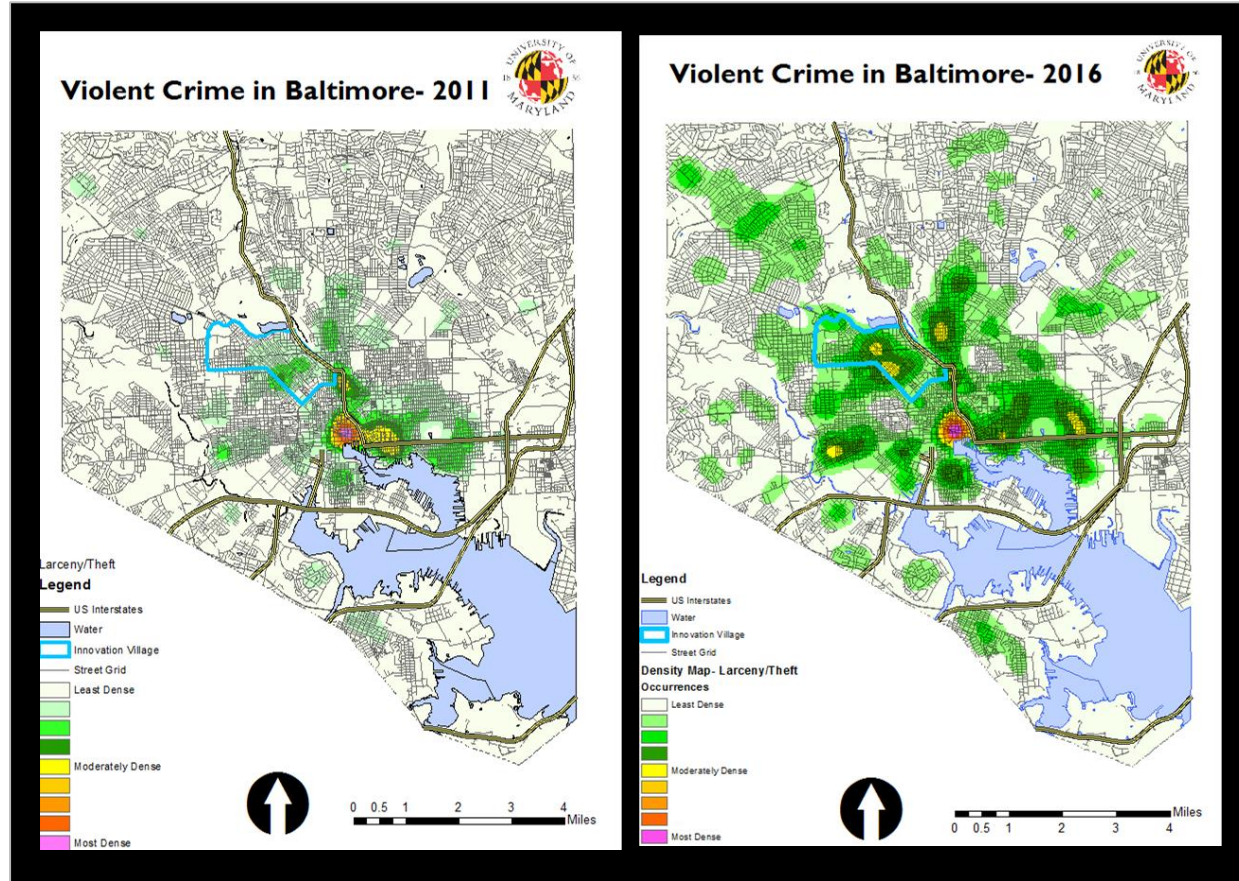 Violent Crime in Baltimore- 2011
UNIVERSITY OF
18 56
MARYLAND
Larceny/Theft
Legend
US Interstates
Water
Innovation Village
Street Grid
Least Dense
Moderately Dense
Most Dense
0 0.5 1 2 3 4
Miles
Violent Crime in Baltimore- 2016
UNIVERSITY OF
18
MARYLAND
Legend
US Interstates
Water
Innovation Village
Street Grid
Density Map- Larceny/Theft
Occurrences
Least Dense
Moderately Dense
Most Dense
0 0.5 1 2 3 4
Miles